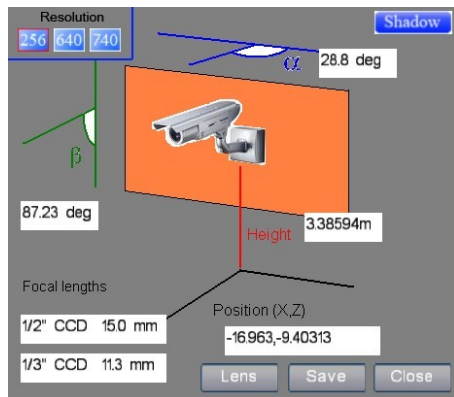 Resolution
256 640 740
Shadow
α
28.8 deg
β
87.23 deg
Height
3.38594m
Focal lengths
1/2" CCD 15.0 mm
1/3" CCD 11.3 mm
Position (X,Z)
-16.963,-9.40313
Lens Save Close